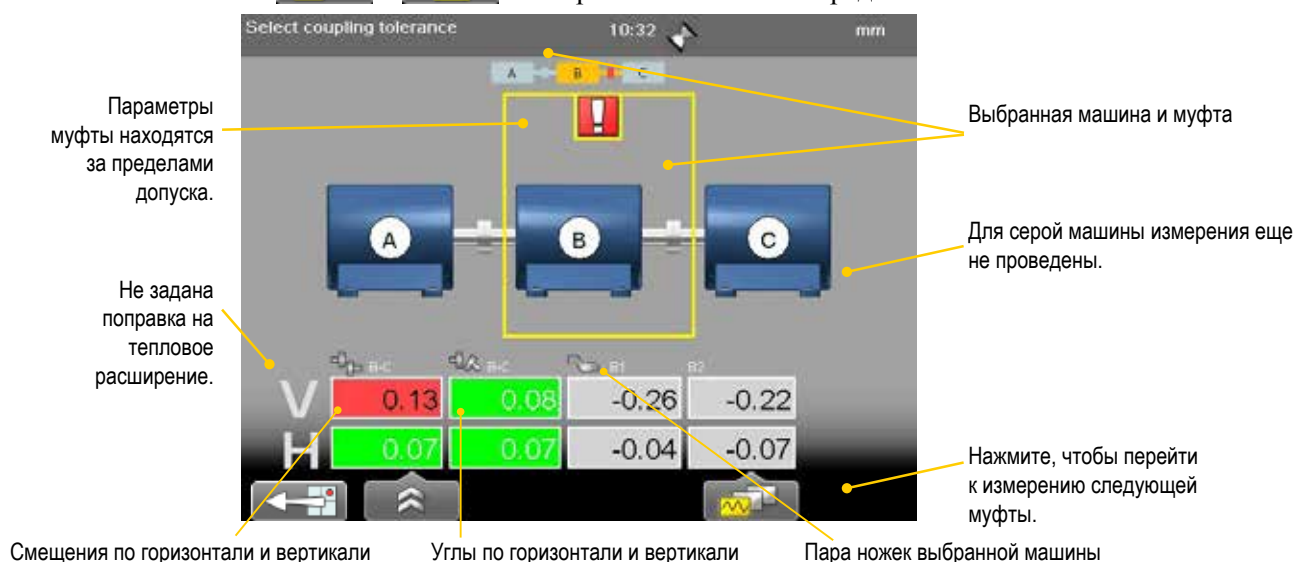 Select coupling tolerance 10:32 mm
A B C
Параметры
муфты находятся
за пределами
допуска.
Выбранная машина и муфта
A B C
Для серой машины измерения еще
не проведены.
Не задана
поправка на
тепловое
расширение.
B-C B-C B1 B2
V 0.13 0.08 -0.26 -0.22
H 0.07 0.07 -0.04 -0.07
Нажмите, чтобы перейти
к измерению следующей
муфты.
Смещения по горизонтали и вертикали
Углы по горизонтали и вертикали
Пара ножек выбранной машины